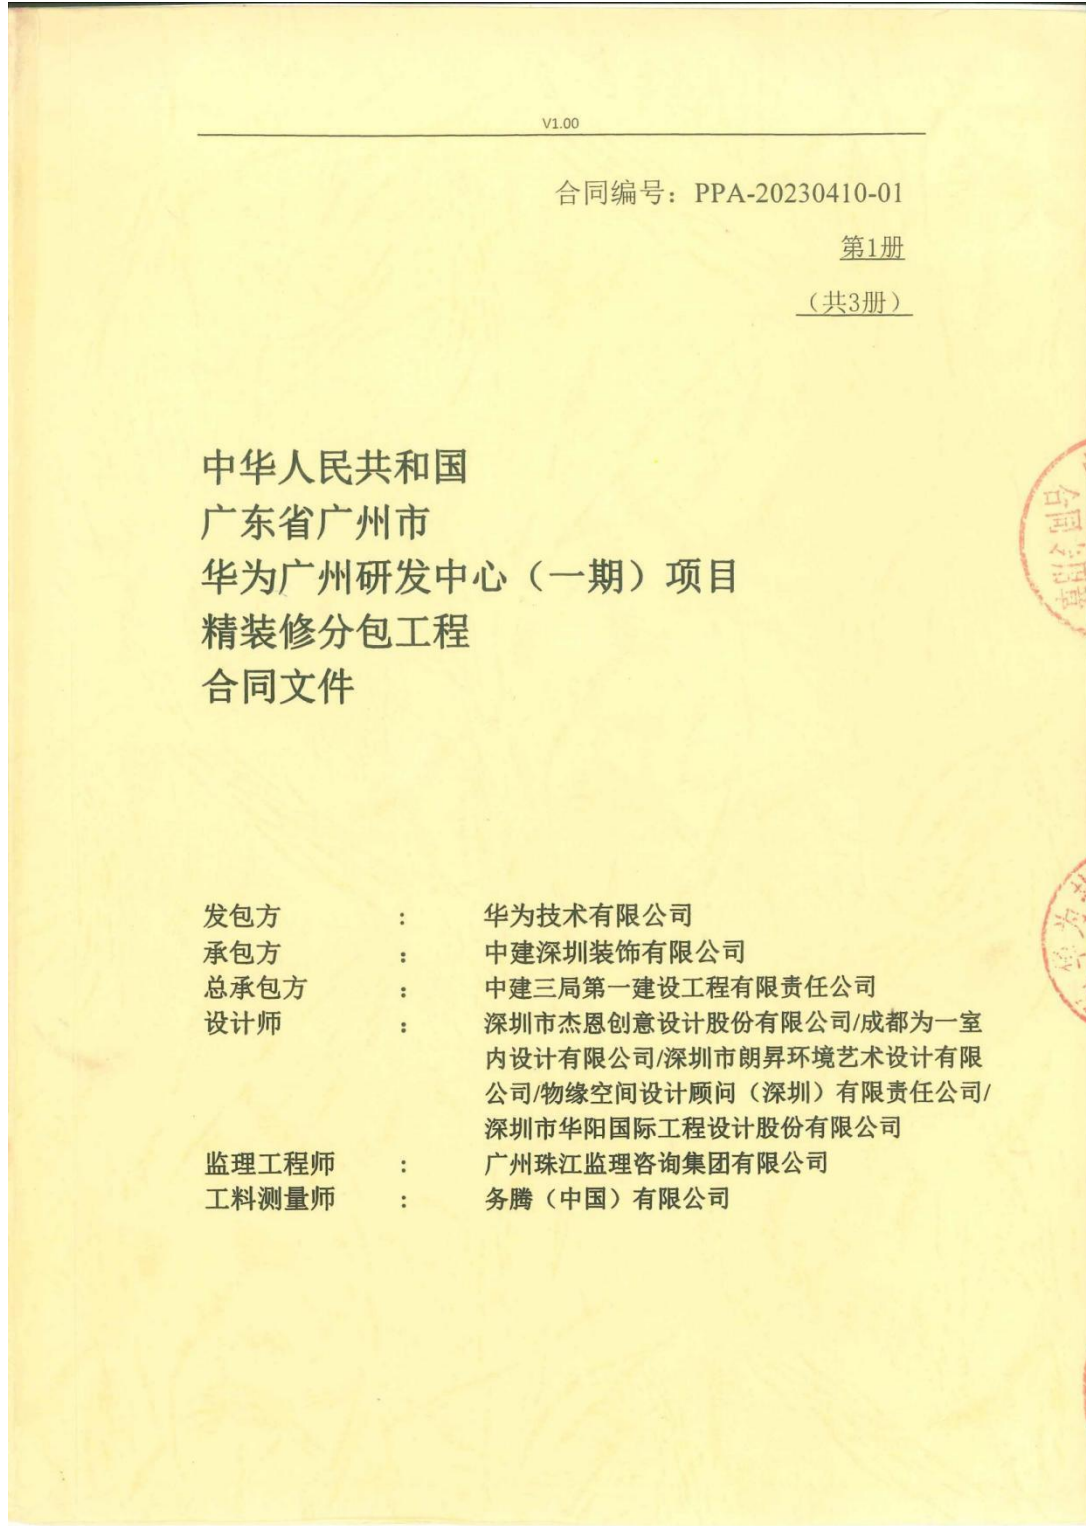 V1.00
合同编号：PPA-20230410-01
第1册
（共3册）
中华人民共和国
广东省广州市
华为广州研发中心（一期）项目
精装修分包工程
合同文件
发包方 : 华为技术有限公司
承包方 : 中建深圳装饰有限公司
总承包方 : 中建三局第一建设工程有限责任公司
设计师 : 深圳市杰恩创意设计股份有限公司/成都为一室
内设计有限公司/深圳市朗昇环境艺术设计有限
公司/物缘空间设计顾问（深圳）有限责任公司/
深圳市华阳国际工程设计股份有限公司
监理工程师 : 广州珠江监理咨询集团有限公司
工料测量师 : 务腾（中国）有限公司
合同
华为